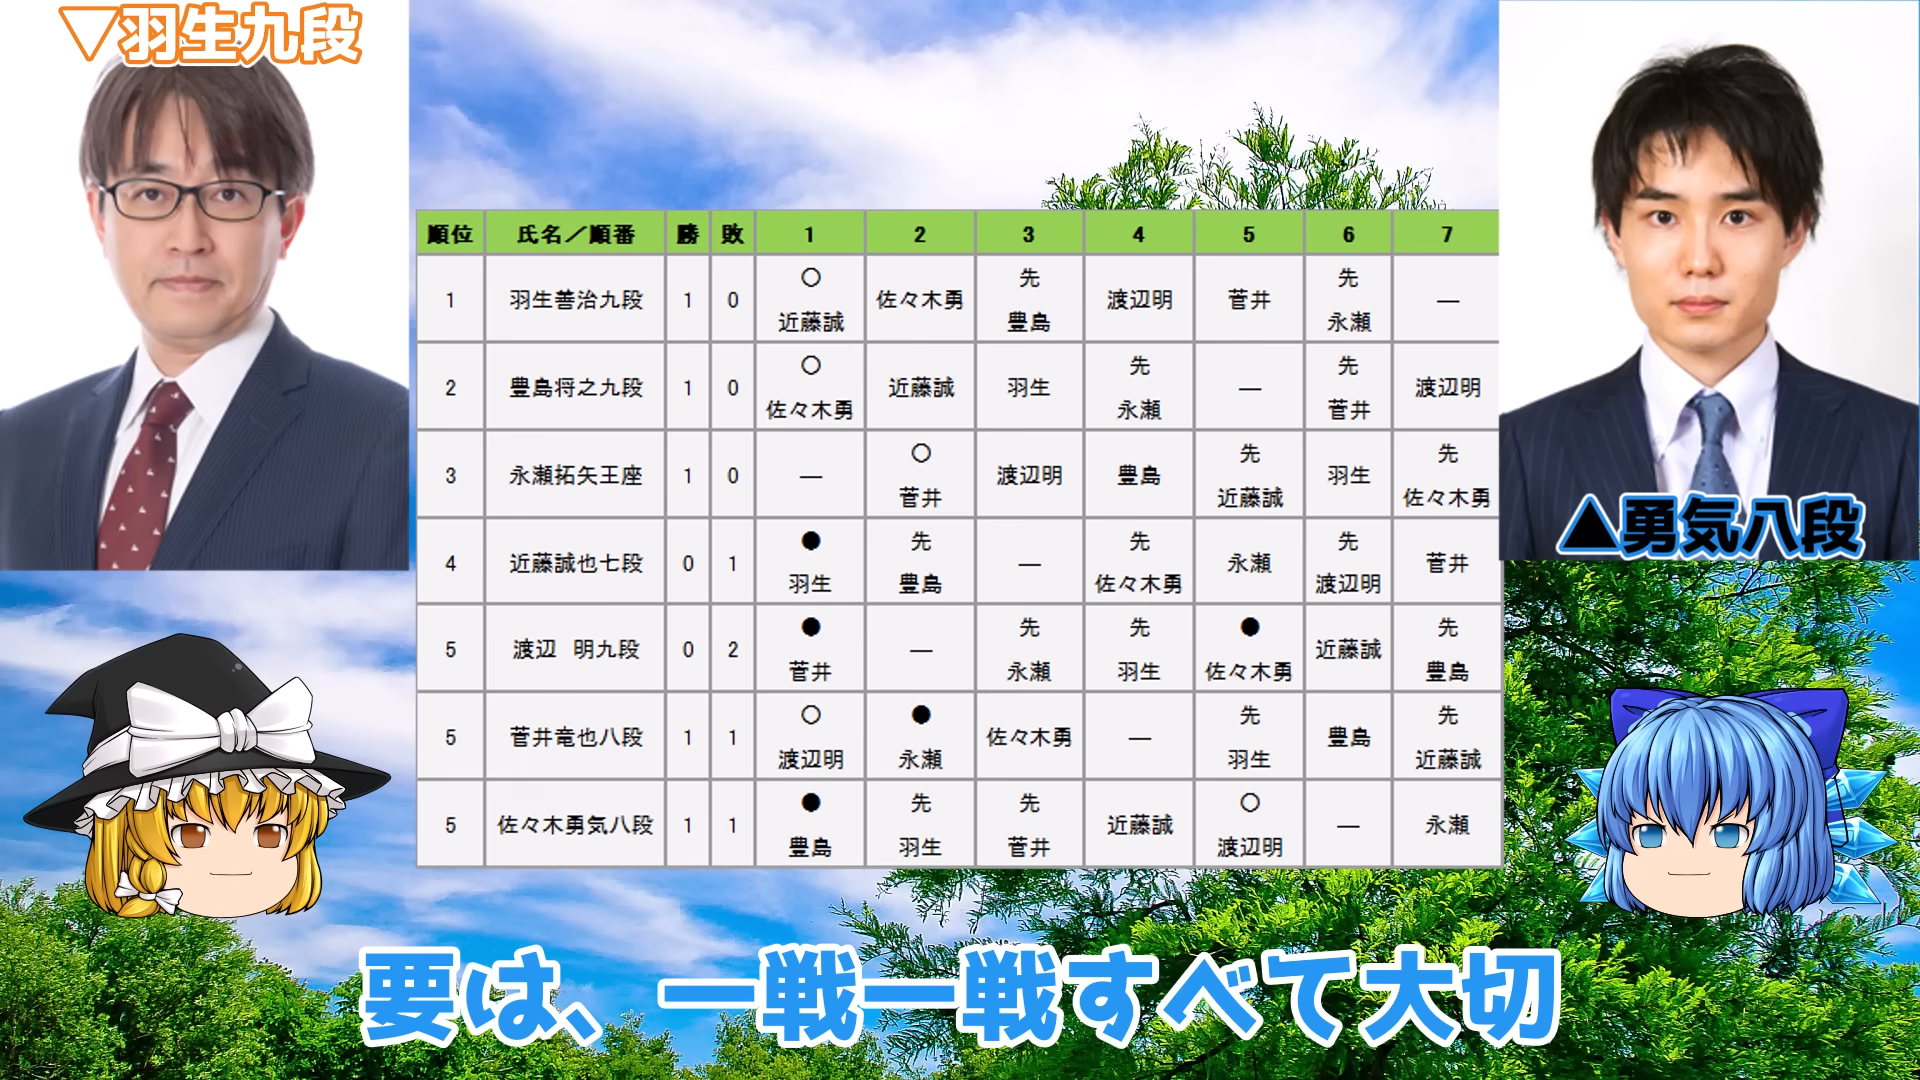 ▽羽生九段
順位 氏名／順番 勝 敗 1 2 3 4 5 6 7
1 羽生善治九段 1 0 ○ 近藤誠 佐々木勇 先 豊島 渡辺明 菅井 先 永瀬 —
2 豊島将之九段 1 0 ○ 佐々木勇 近藤誠 羽生 先 永瀬 — 先 菅井 渡辺明
3 永瀬拓矢王座 1 0 — ○ 菅井 渡辺明 豊島 先 近藤誠 羽生 先 佐々木勇
4 近藤誠也七段 0 1 ● 羽生 先 豊島 — 先 佐々木勇 永瀬 先 渡辺明 菅井
5 渡辺　明九段 0 2 ● 菅井 — 先 永瀬 先 羽生 ● 佐々木勇 近藤誠 先 豊島
5 菅井竜也八段 1 1 ○ 渡辺明 ● 永瀬 佐々木勇 — 先 羽生 豊島 先 近藤誠
5 佐々木勇気八段 1 1 ● 豊島 先 羽生 先 菅井 近藤誠 ○ 渡辺明 — 永瀬
▲勇気八段
要は、一戦一戦すべて大切